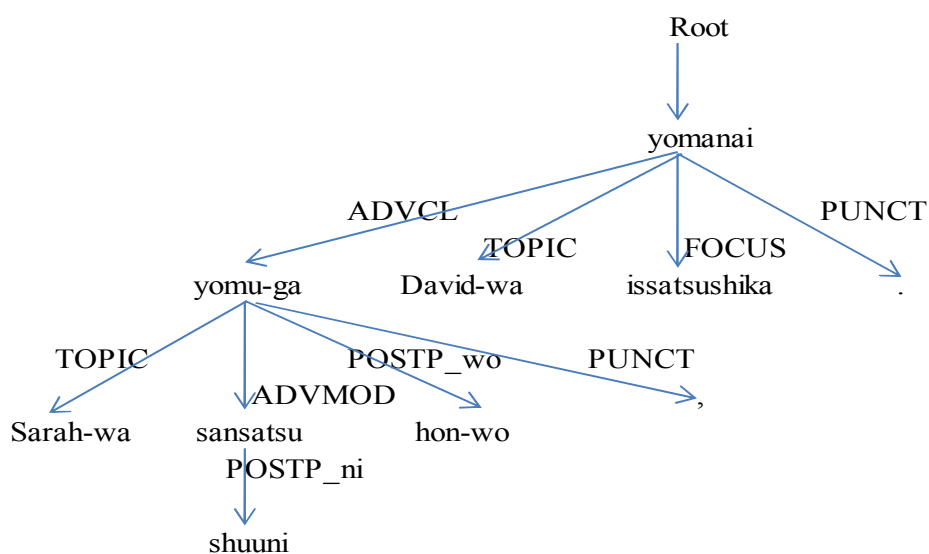 Root
yomanai
ADVCL
PUNCT
TOPIC
FOCUS
yomu-ga
David-wa
issatsushika
.
TOPIC
POSTP_wo
PUNCT
ADVMOD
,
Sarah-wa
sansatsu
hon-wo
POSTP_ni
shuuni